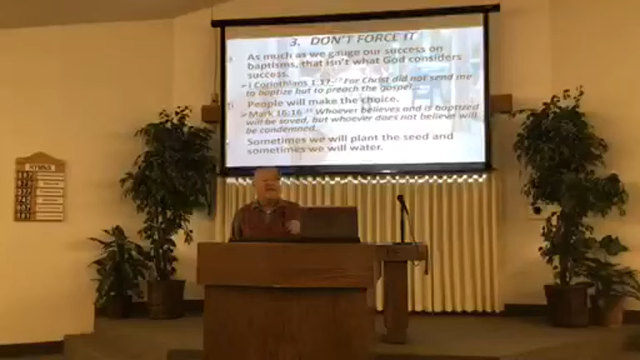 3. DON'T FORCE IT
a As much as we gauge our success on
baptisms, that isn't what God considers
success.
➢1 Corinthians 1:17-17 For Christ did not send me
to baptize but to preach the gospel...
b People will make the choice.
➢Mark 16:16-16 Whoever believes and is baptized
will be saved, but whoever does not believe will
be condemned.
Sometimes we will plant the seed and
sometimes we will water.
HYMNS